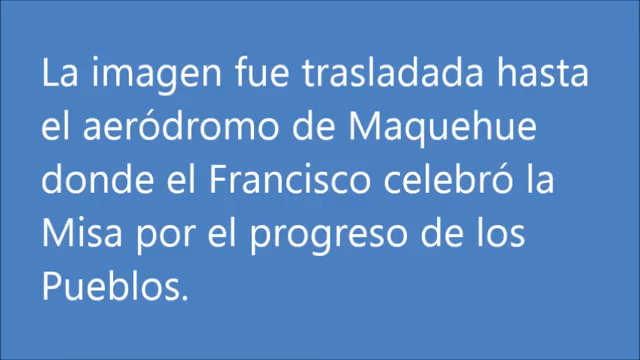 La imagen fue trasladada hasta
el aeródromo de Maquehue
donde el Francisco celebró la
Misa por el progreso de los
Pueblos.